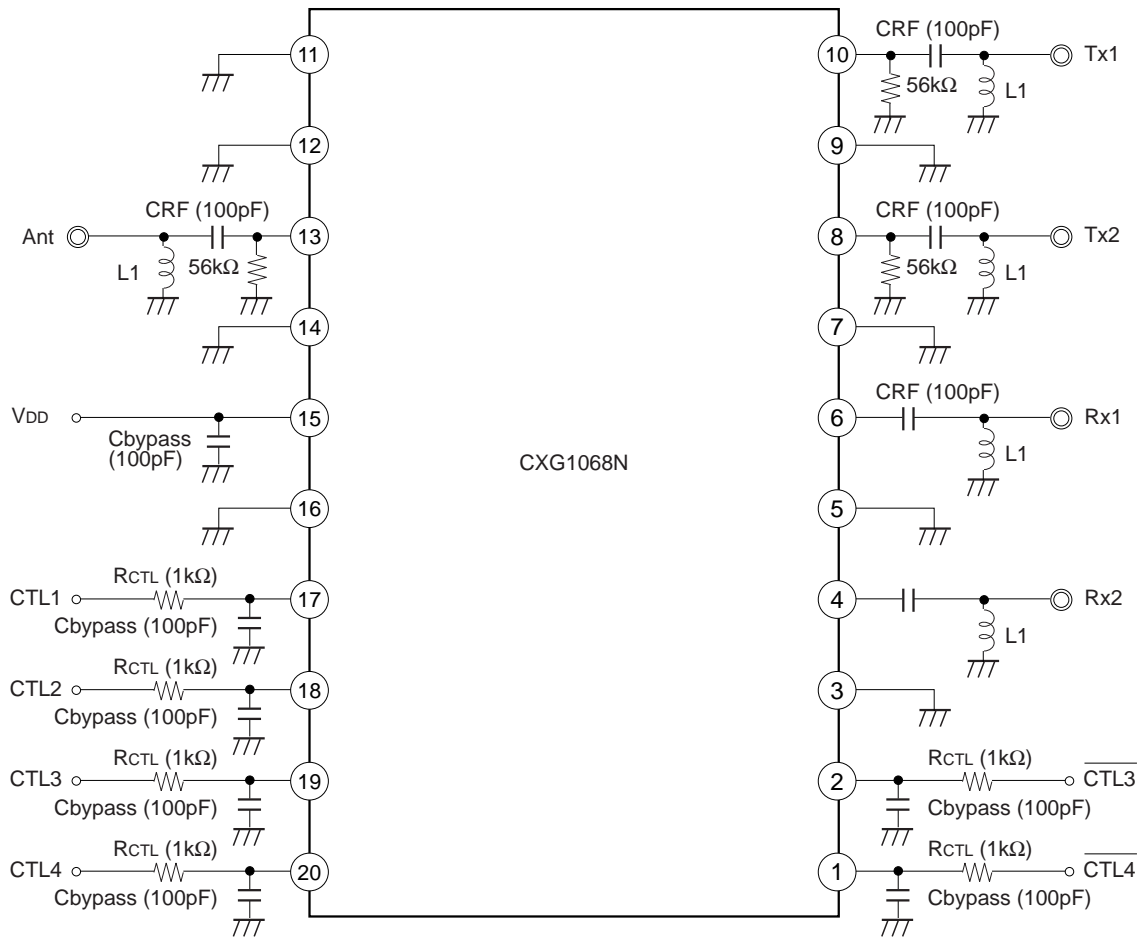 11
10
CRF (100pF)
56kΩ
L1
Tx1
12
9
Ant
CRF (100pF)
L1
56kΩ
13
8
CRF (100pF)
56kΩ
L1
Tx2
14
7
VDD
Cbypass
(100pF)
15
6
CRF (100pF)
L1
Rx1
CXG1068N
16
5
CTL1
RCTL (1kΩ)
Cbypass (100pF)
17
4
L1
Rx2
CTL2
RCTL (1kΩ)
Cbypass (100pF)
18
3
CTL3
RCTL (1kΩ)
Cbypass (100pF)
19
2
RCTL (1kΩ)
Cbypass (100pF)
CTL3
CTL4
RCTL (1kΩ)
Cbypass (100pF)
20
1
RCTL (1kΩ)
Cbypass (100pF)
CTL4